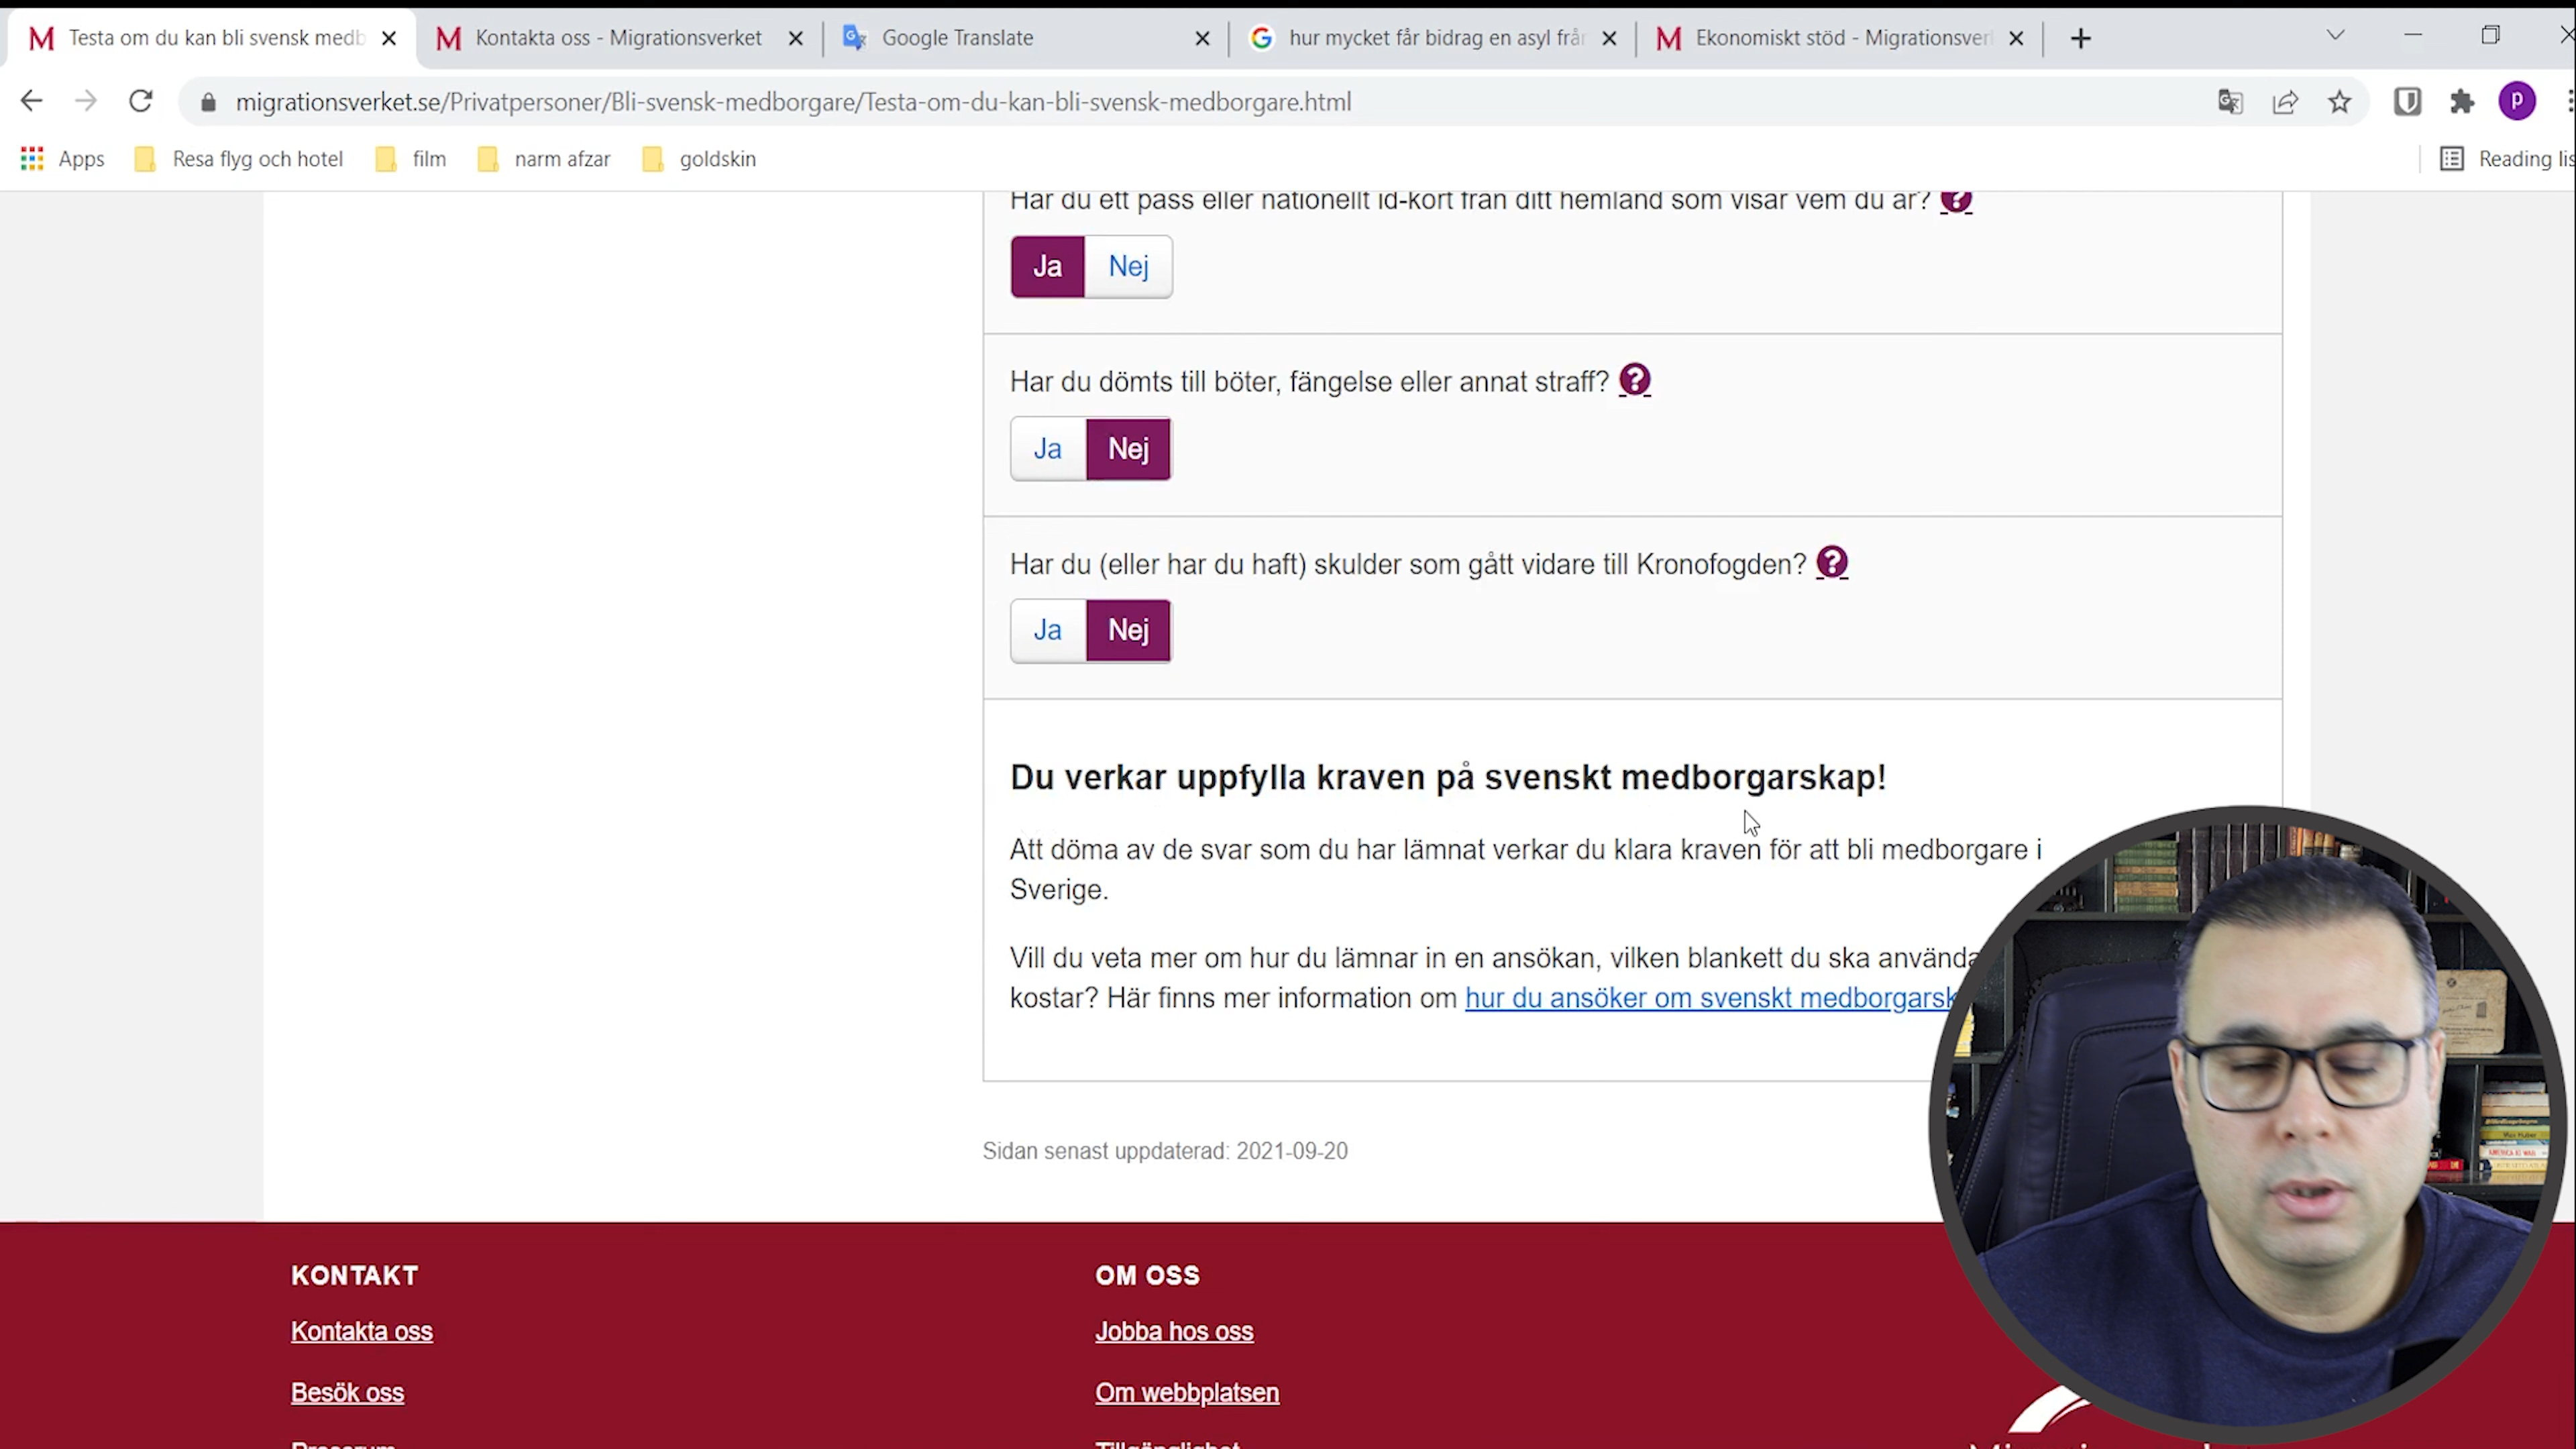 Testa om du kan bli svensk medb
Kontakta oss - Migrationsverket
Google Translate
hur mycket får bidrag en asyl från
Ekonomiskt stöd - Migrationsver
migrationsverket.se/Privatpersoner/Bli-svensk-medborgare/Testa-om-du-kan-bli-svensk-medborgare.html
p
Apps
Resa flyg och hotel
film
narm afzar
goldskin
Reading lis
Har du ett pass eller nationellt id-kort från ditt hemland som visar vem du är? ?
Ja Nej
Har du dömts till böter, fängelse eller annat straff? ?
Ja Nej
Har du (eller har du haft) skulder som gått vidare till Kronofogden? ?
Ja Nej
Du verkar uppfylla kraven på svenskt medborgarskap!
Att döma av de svar som du har lämnat verkar du klara kraven för att bli medborgare i
Sverige.
Vill du veta mer om hur du lämnar in en ansökan, vilken blankett du ska använda
kostar? Här finns mer information om hur du ansöker om svenskt medborgarsk
Sidan senast uppdaterad: 2021-09-20
KONTAKT
Kontakta oss
Besök oss
Pressrum
OM OSS
Jobba hos oss
Om webbplatsen
Tillgänglighet